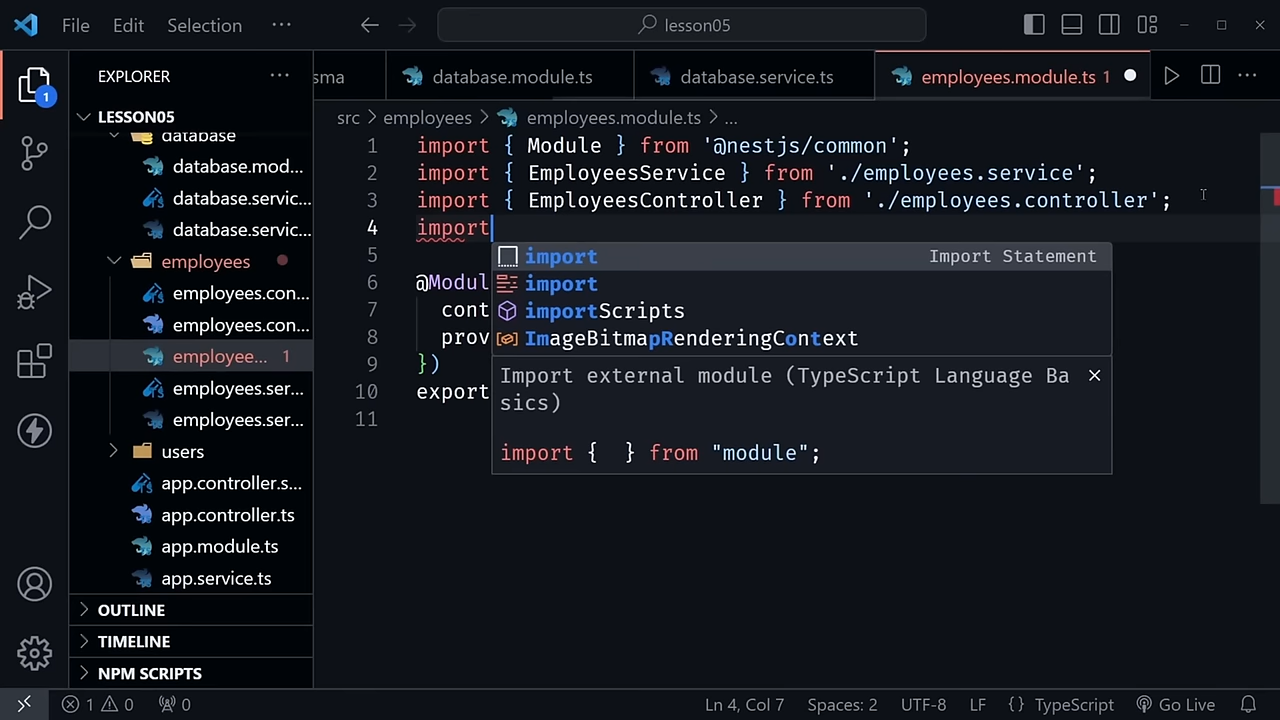 File Edit Selection ··· lesson05
EXPLORER ···
sma database.module.ts database.service.ts employees.module.ts 1
LESSON05
src > employees > employees.module.ts > ...
database
database.mod...
database.servic...
database.servic...
employees
employees.con...
employees.con...
employee... 1
employees.ser...
employees.ser...
users
app.controller.s...
app.controller.ts
app.module.ts
app.service.ts
OUTLINE
TIMELINE
NPM SCRIPTS
1
1 import { Module } from '@nestjs/common';
2 import { EmployeesService } from './employees.service';
3 import { EmployeesController } from './employees.controller';
4 import
5
6 @Modul
7 cont
8 prov
9 })
10 export
11
import Import Statement
import
importScripts
ImageBitmapRenderingContext
Import external module (TypeScript Language Ba
sics)
import { } from "module";
1 0 0 Ln 4, Col 7 Spaces: 2 UTF-8 LF {} TypeScript Go Live